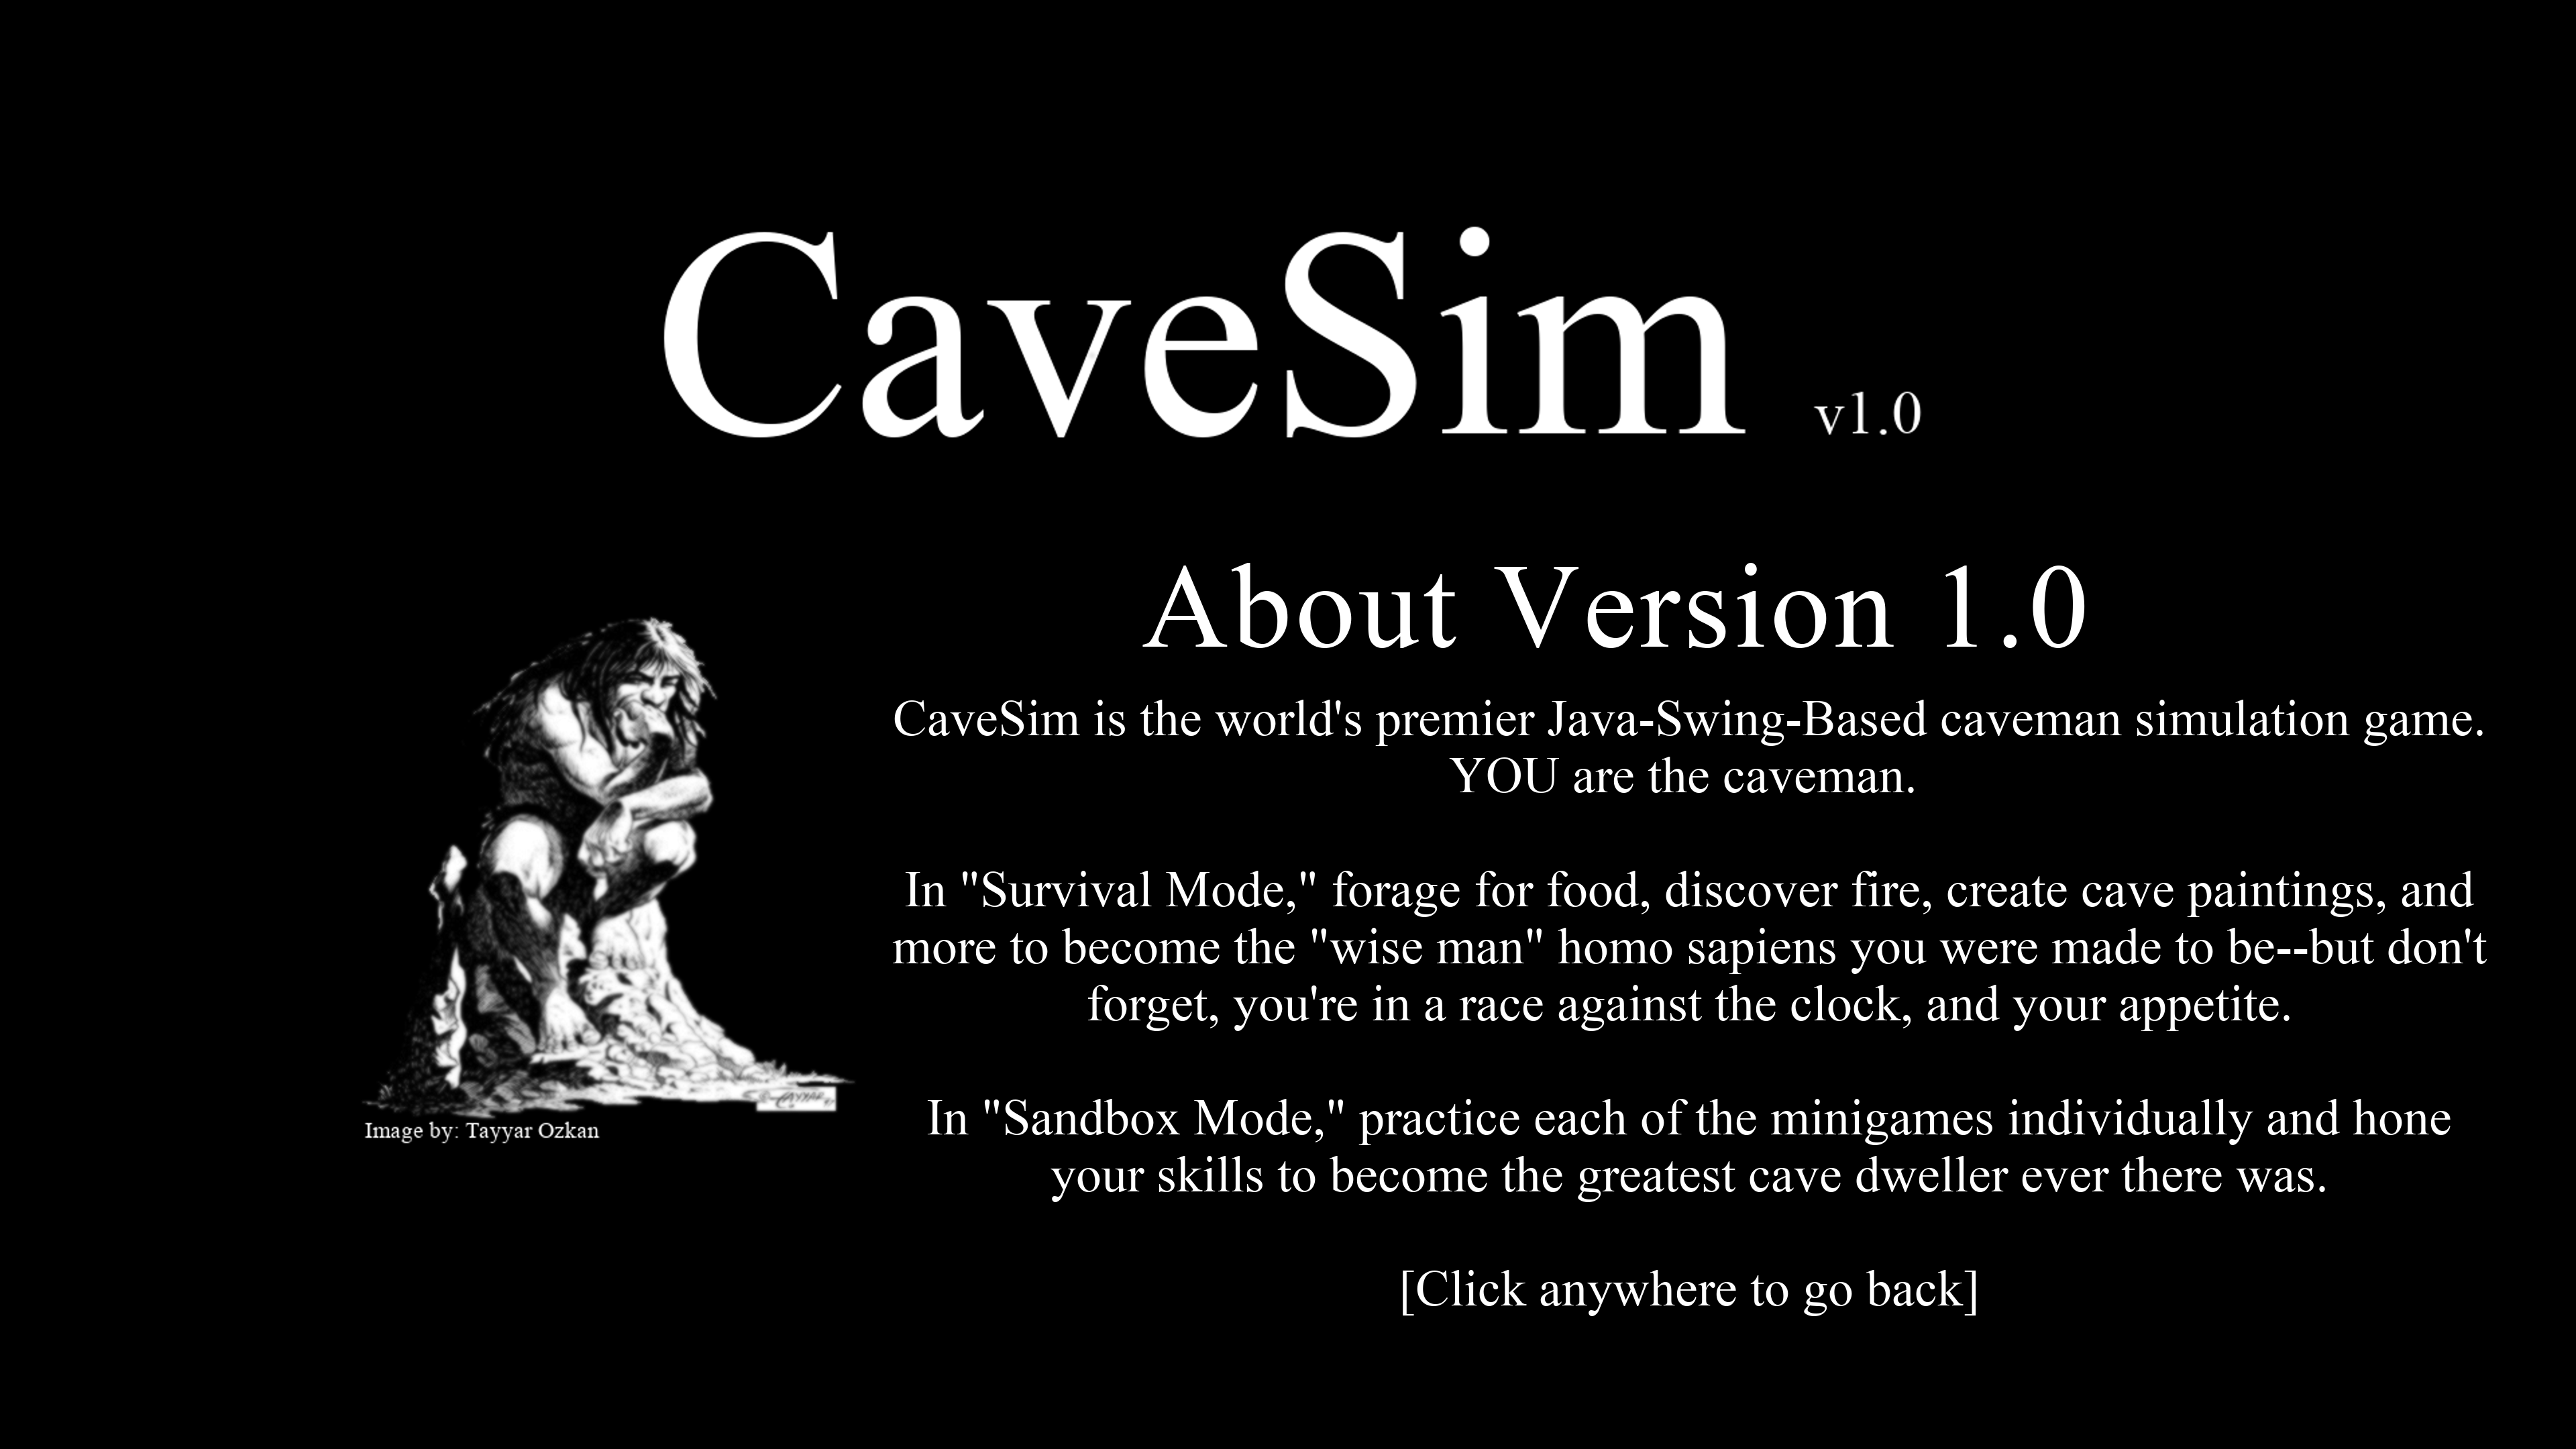 CaveSim v1.0
About Version 1.0
CaveSim is the world's premier Java-Swing-Based caveman simulation game.
YOU are the caveman.
In "Survival Mode," forage for food, discover fire, create cave paintings, and
more to become the "wise man" homo sapiens you were made to be--but don't
forget, you're in a race against the clock, and your appetite.
In "Sandbox Mode," practice each of the minigames individually and hone
your skills to become the greatest cave dweller ever there was.
[Click anywhere to go back]
Image by: Tayyar Ozkan